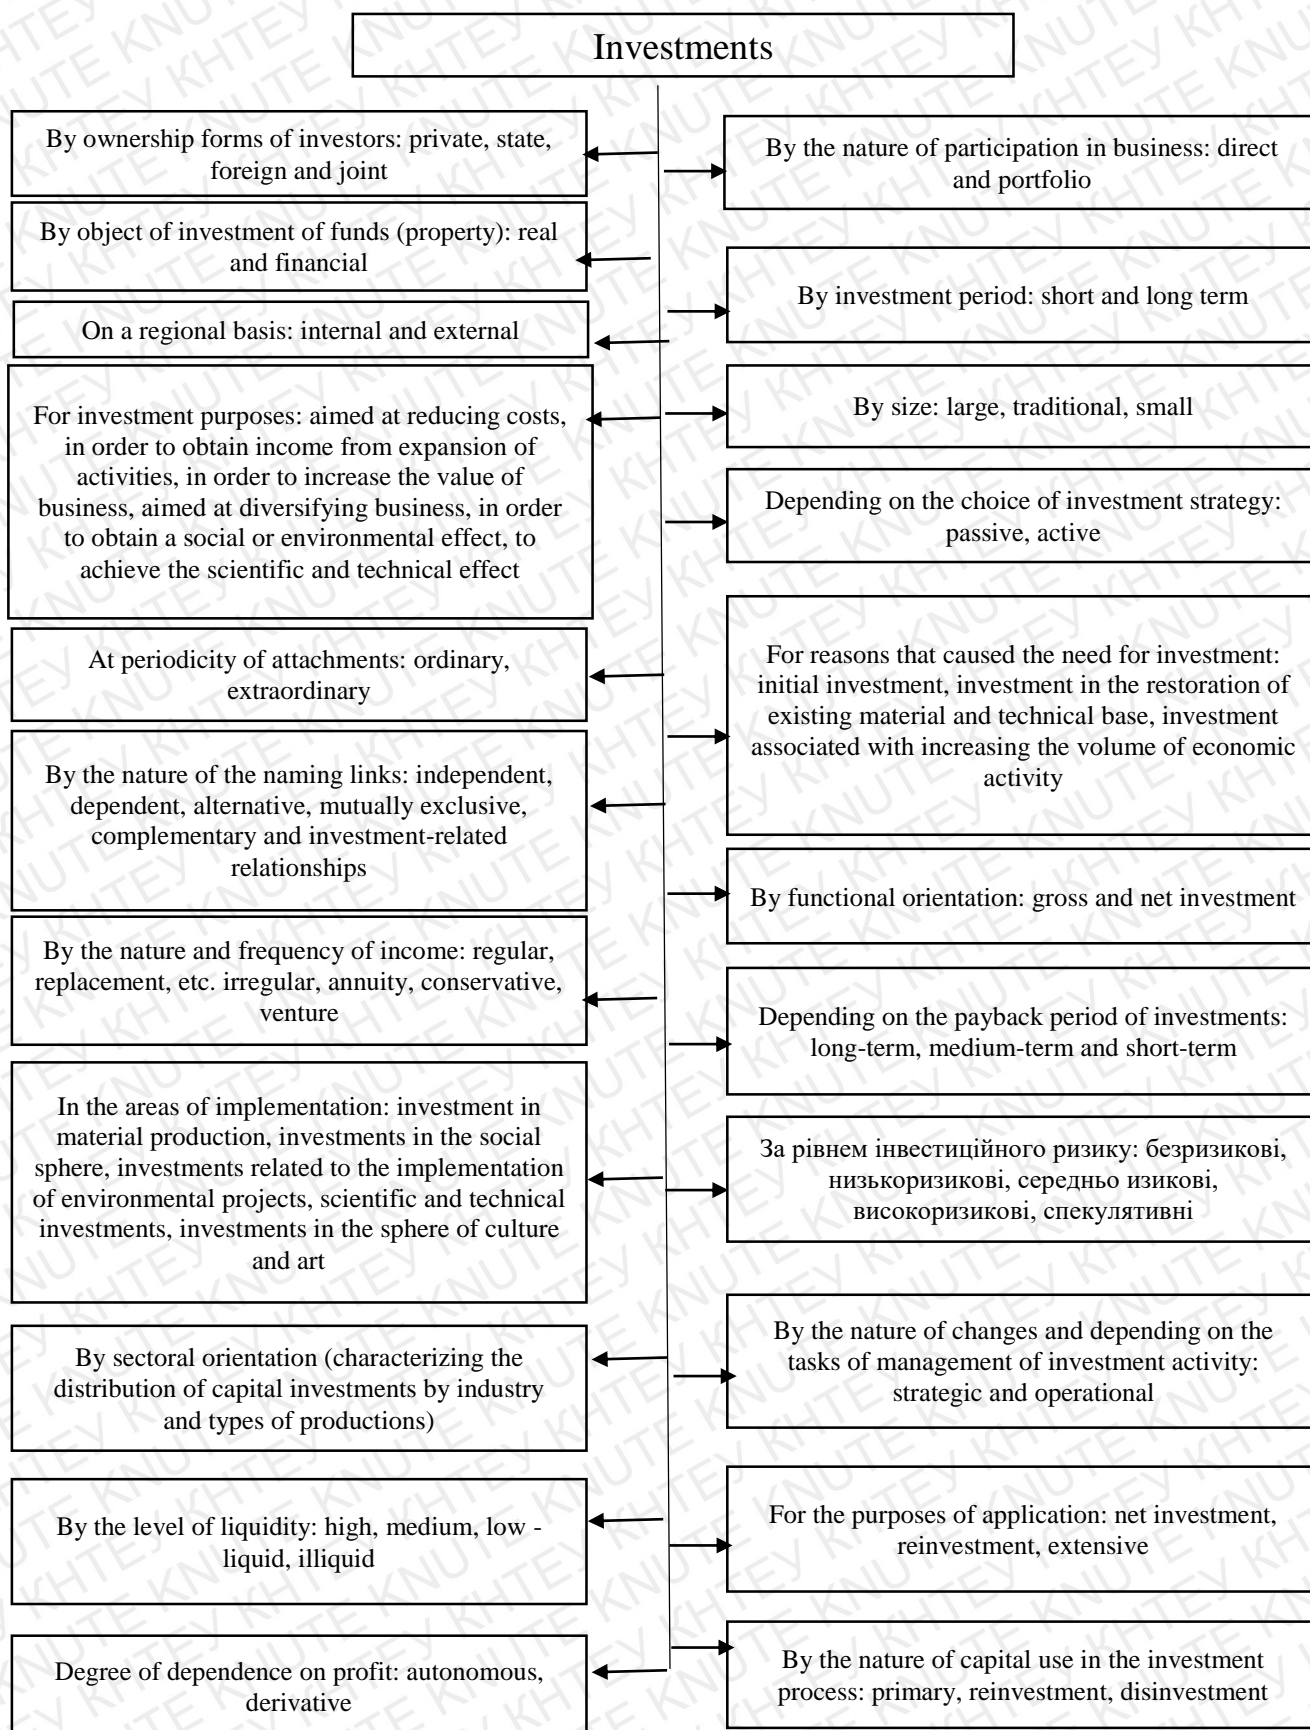 Investments
By ownership forms of investors: private, state,
foreign and joint
By object of investment of funds (property): real
and financial
On a regional basis: internal and external
For investment purposes: aimed at reducing costs,
in order to obtain income from expansion of
activities, in order to increase the value of
business, aimed at diversifying business, in order
to obtain a social or environmental effect, to
achieve the scientific and technical effect
At periodicity of attachments: ordinary,
extraordinary
By the nature of the naming links: independent,
dependent, alternative, mutually exclusive,
complementary and investment-related
relationships
By the nature and frequency of income: regular,
replacement, etc. irregular, annuity, conservative,
venture
In the areas of implementation: investment in
material production, investments in the social
sphere, investments related to the implementation
of environmental projects, scientific and technical
investments, investments in the sphere of culture
and art
By sectoral orientation (characterizing the
distribution of capital investments by industry
and types of productions)
By the level of liquidity: high, medium, low -
liquid, illiquid
Degree of dependence on profit: autonomous,
derivative
By the nature of participation in business: direct
and portfolio
By investment period: short and long term
By size: large, traditional, small
Depending on the choice of investment strategy:
passive, active
For reasons that caused the need for investment:
initial investment, investment in the restoration of
existing material and technical base, investment
associated with increasing the volume of economic
activity
By functional orientation: gross and net investment
Depending on the payback period of investments:
long-term, medium-term and short-term
За рівнем інвестиційного ризику: безризикові,
низькоризикові, середньо изикові,
високоризикові, спекулятивні
By the nature of changes and depending on the
tasks of management of investment activity:
strategic and operational
For the purposes of application: net investment,
reinvestment, extensive
By the nature of capital use in the investment
process: primary, reinvestment, disinvestment